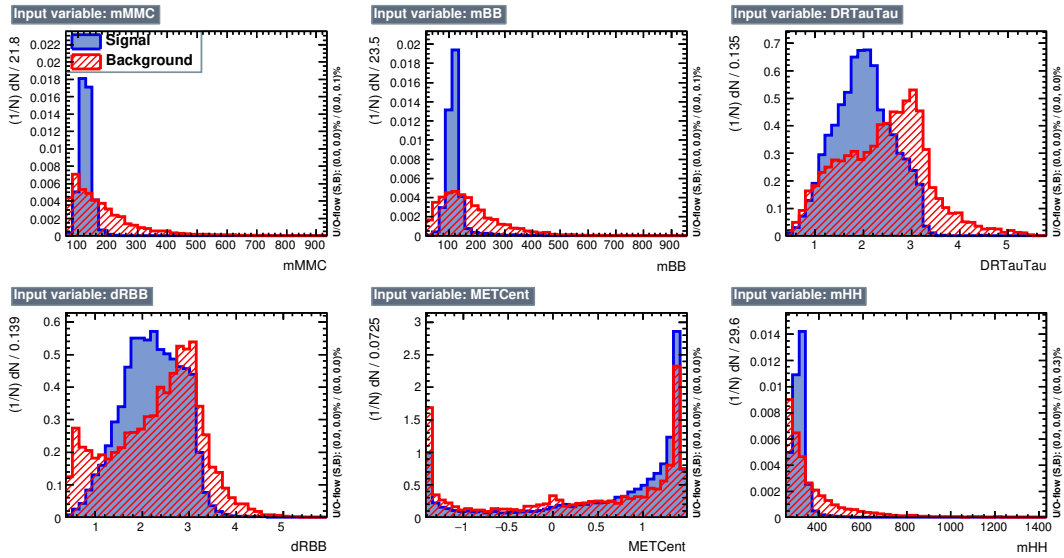 Input variable: mMMC
(1/N) dN / 21.8
0.022
0.02
0.018
0.016
0.014
0.012
0.01
0.008
0.006
0.004
0.002
0
Signal
Background
100 200 300 400 500 600 700 800 900
mMMC
U/O-flow (S,B): (0.0, 0.0)% / (0.0, 0.1)%
Input variable: mBB
(1/N) dN / 23.5
0.02
0.018
0.016
0.014
0.012
0.01
0.008
0.006
0.004
0.002
0
100 200 300 400 500 600 700 800 900
mBB
U/O-flow (S,B): (0.0, 0.0)% / (0.0, 0.1)%
Input variable: DRTauTau
(1/N) dN / 0.135
0.7
0.6
0.5
0.4
0.3
0.2
0.1
0
1 2 3 4 5
DRTauTau
U/O-flow (S,B): (0.0, 0.0)% / (0.0, 0.0)%
Input variable: dRBB
(1/N) dN / 0.139
0.6
0.5
0.4
0.3
0.2
0.1
0
1 2 3 4 5
dRBB
U/O-flow (S,B): (0.0, 0.0)% / (0.0, 0.0)%
Input variable: METCent
(1/N) dN / 0.0725
3
2.5
2
1.5
1
0.5
0
−1 −0.5 0 0.5 1
METCent
U/O-flow (S,B): (0.0, 0.0)% / (0.0, 0.0)%
Input variable: mHH
(1/N) dN / 29.6
0.014
0.012
0.01
0.008
0.006
0.004
0.002
0
400 600 800 1000 1200 1400
mHH
U/O-flow (S,B): (0.0, 0.0)% / (0.0, 0.3)%